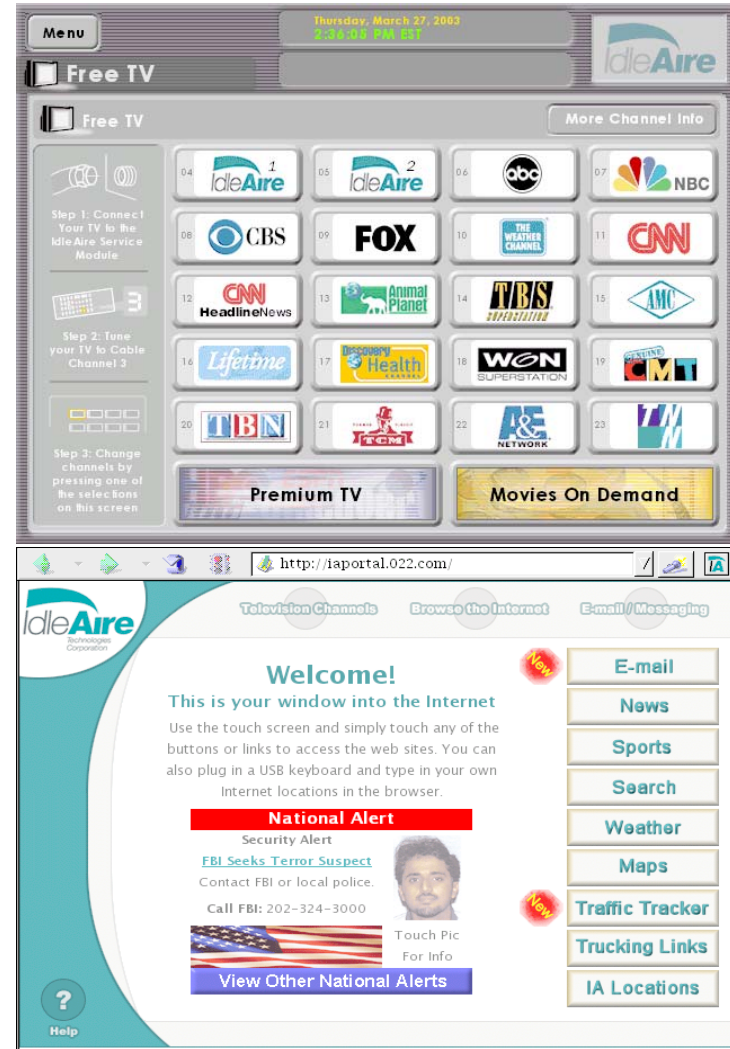 Menu
Thursday, March 27, 2003
2:36:05 PM EST
IdleAire
Free TV
Free TV
More Channel Info
Step 1: Connect
Your TV to the
IdleAire Service
Module
Step 2: Tune
your TV to Cable
Channel 3
Step 3: Change
channels by
pressing one of
the selections
on this screen
04 IdleAire 1
05 IdleAire 2
06 abc
07 NBC
08 CBS
09 FOX
10 THE WEATHER CHANNEL
11 CNN
12 CNN HeadlineNews
13 Animal Planet
14 TBS SUPERSTATION
15 AMC
16 Lifetime
17 Discovery Health CHANNEL
18 WGN SUPERSTATION
19 GENUINE CMT
20 TBN
21 TCM
22 A&E NETWORK
23 TNN
Premium TV
Movies On Demand
http://iaportal.022.com/
IA
IdleAire
Technologies
Corporation
Television Channels
Browse the Internet
E-mail/Messaging
Welcome!
This is your window into the Internet
Use the touch screen and simply touch any of the
buttons or links to access the web sites. You can
also plug in a USB keyboard and type in your own
Internet locations in the browser.
National Alert
Security Alert
FBI Seeks Terror Suspect
Contact FBI or local police.
Call FBI: 202-324-3000
Touch Pic
For Info
View Other National Alerts
New
E-mail
News
Sports
Search
Weather
Maps
New
Traffic Tracker
Trucking Links
IA Locations
?
Help